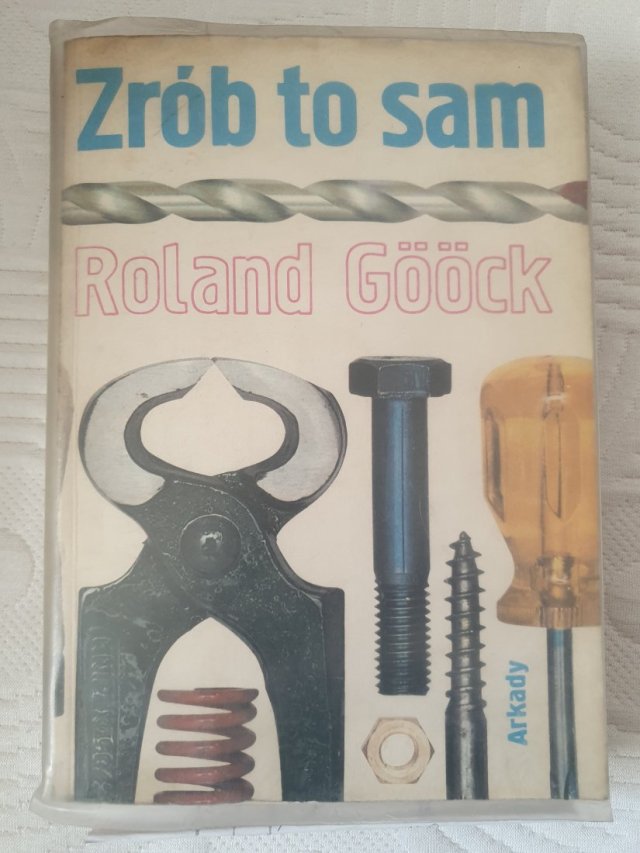 Zrób to sam
Roland Gööck
Arkady